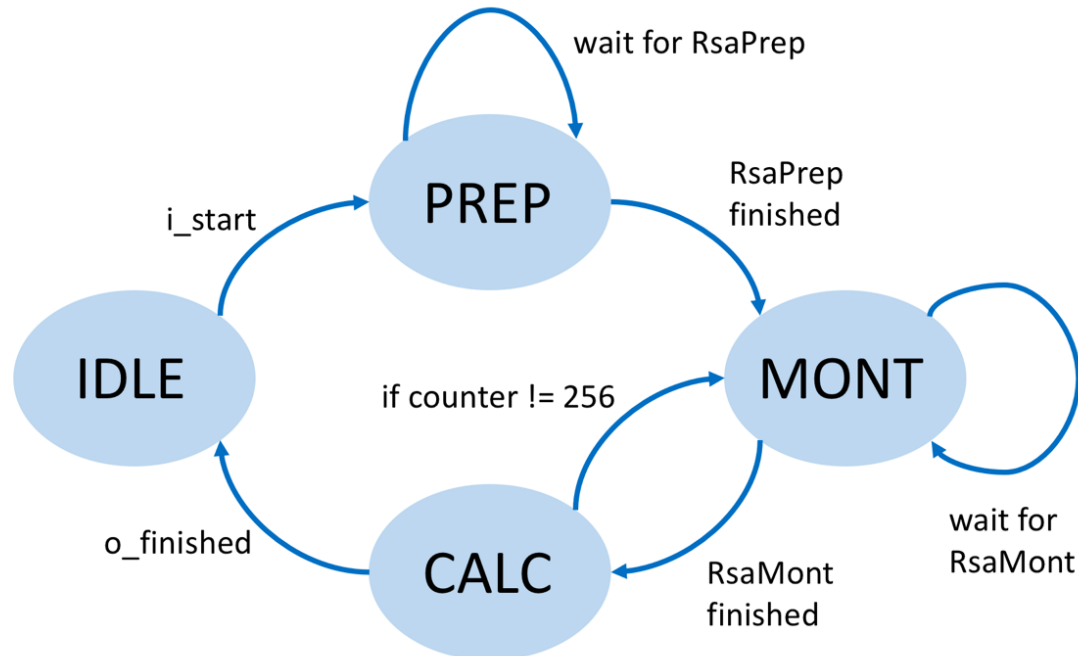 wait for RsaPrep
PREP
RsaPrep
finished
i_start
IDLE
MONT
if counter != 256
o_finished
CALC
RsaMont
finished
wait for
RsaMont